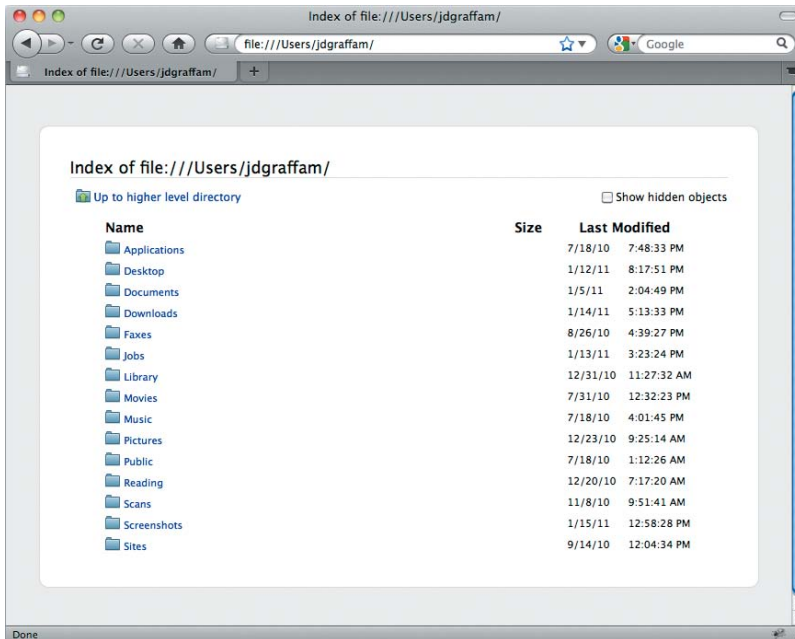 Index of file:///Users/jdgraffam/
file:///Users/jdgraffam/ Google
Index of file:///Users/jdgraffam/ +
Index of file:///Users/jdgraffam/
Up to higher level directory Show hidden objects
Name Size Last Modified
Applications 7/18/10 7:48:33 PM
Desktop 1/12/11 8:17:51 PM
Documents 1/5/11 2:04:49 PM
Downloads 1/14/11 5:13:33 PM
Faxes 8/26/10 4:39:27 PM
Jobs 1/13/11 3:23:24 PM
Library 12/31/10 11:27:32 AM
Movies 7/31/10 12:32:23 PM
Music 7/18/10 4:01:45 PM
Pictures 12/23/10 9:25:14 AM
Public 7/18/10 1:12:26 AM
Reading 12/20/10 7:17:20 AM
Scans 11/8/10 9:51:41 AM
Screenshots 1/15/11 12:58:28 PM
Sites 9/14/10 12:04:34 PM
Done